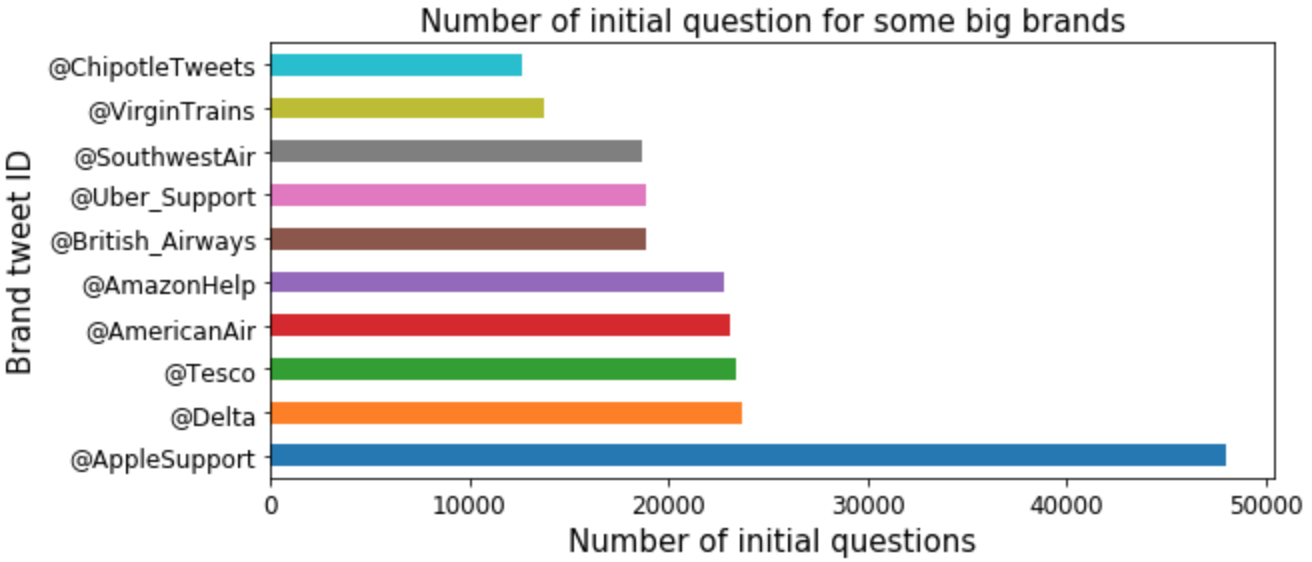 Number of initial question for some big brands
Brand tweet ID
@ChipotleTweets
@VirginTrains
@SouthwestAir
@Uber_Support
@British_Airways
@AmazonHelp
@AmericanAir
@Tesco
@Delta
@AppleSupport
0 10000 20000 30000 40000 50000
Number of initial questions